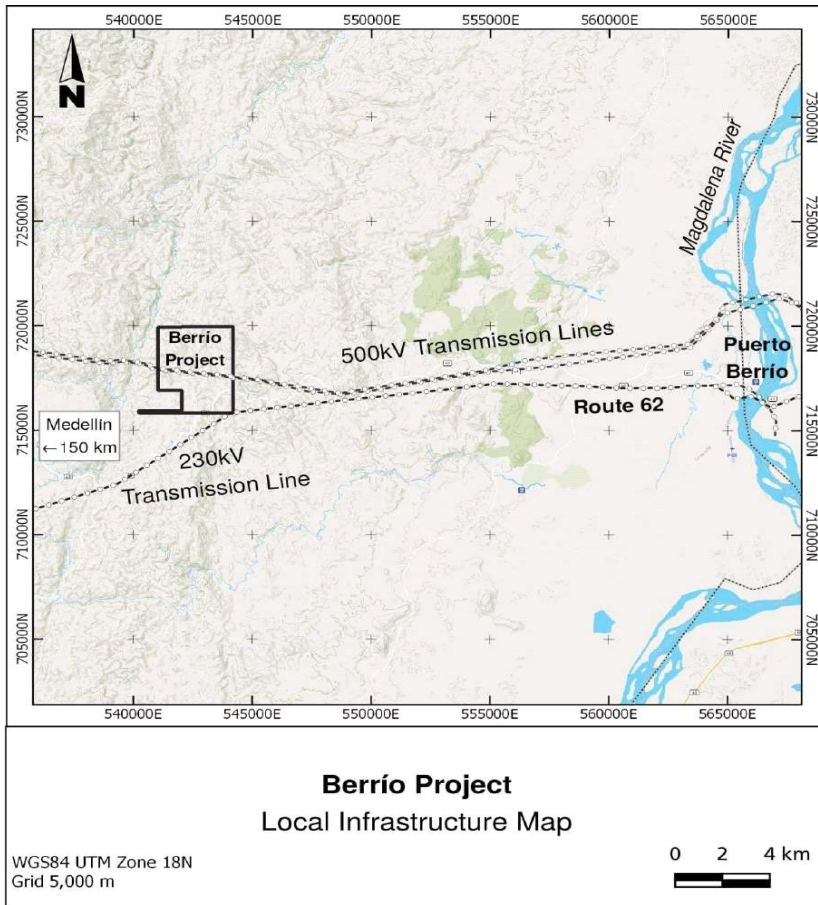 540000E 545000E 550000E 555000E 560000E 565000E
N
730000N 730000N
725000N 725000N
Magdalena River
720000N 720000N
Berrío
Project
500kV Transmission Lines
Puerto
Berrío
Route 62
Medellin
←150 km
715000N 715000N
230kV
Transmission Line
710000N 710000N
705000N 705000N
540000E 545000E 550000E 555000E 560000E 565000E
Berrío Project
Local Infrastructure Map
WGS84 UTM Zone 18N
Grid 5,000 m
0 2 4 km